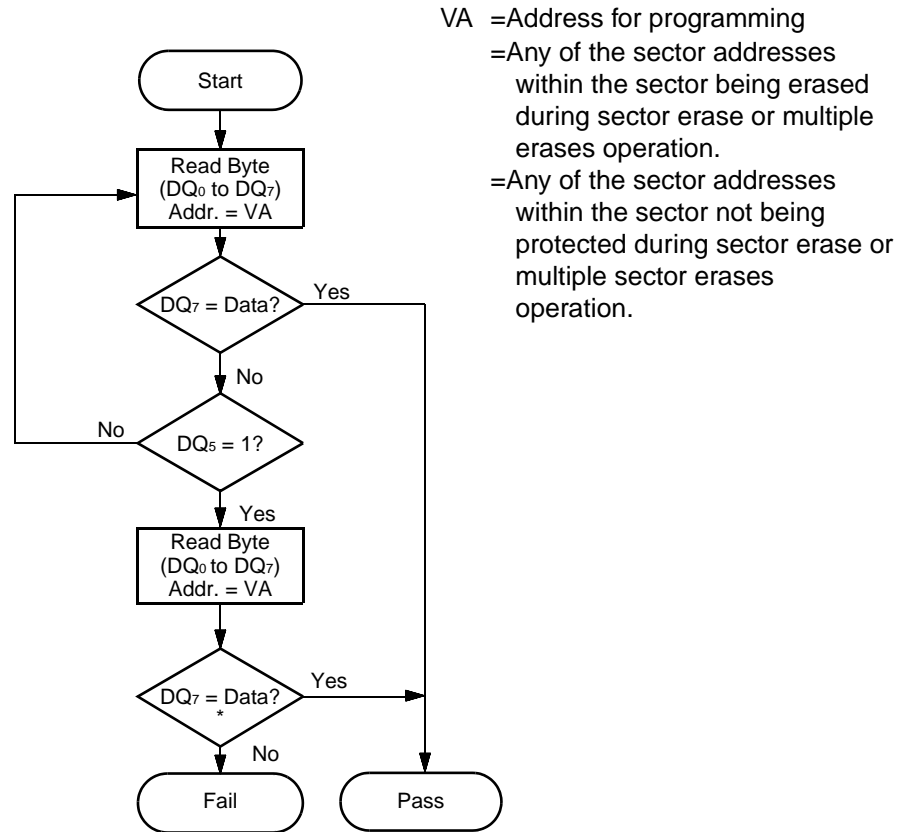 VA =Address for programming
=Any of the sector addresses
within the sector being erased
during sector erase or multiple
erases operation.
=Any of the sector addresses
within the sector not being
protected during sector erase or
multiple sector erases
operation.
Start
Read Byte
(DQ0 to DQ7)
Addr. = VA
DQ7 = Data?
Yes
No
DQ5 = 1?
No
Yes
Read Byte
(DQ0 to DQ7)
Addr. = VA
DQ7 = Data?
*
Yes
No
Fail
Pass